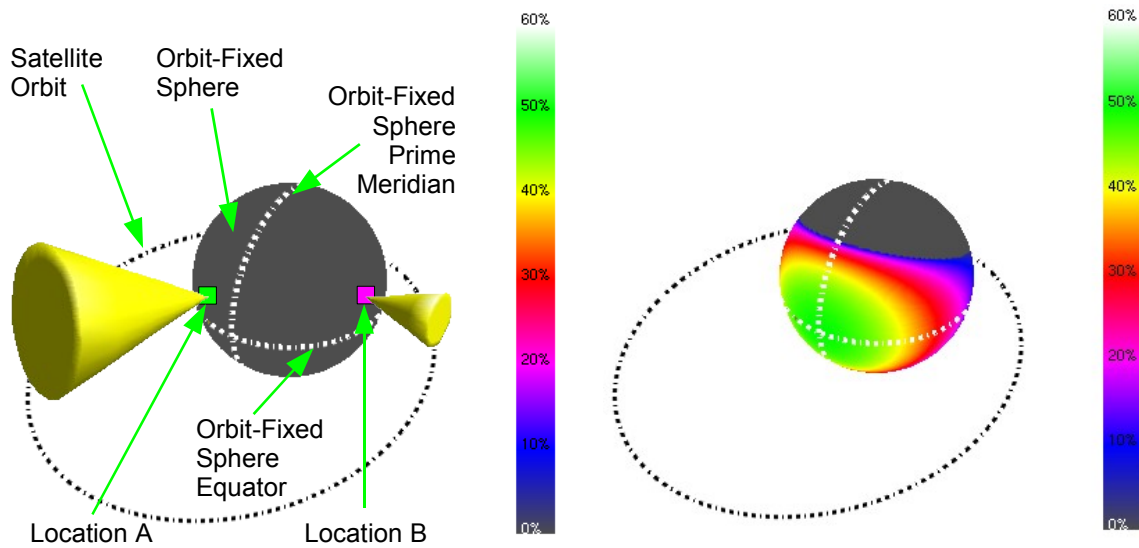 Satellite
Orbit
Orbit-Fixed
Sphere
Orbit-Fixed
Sphere
Prime
Meridian
Orbit-Fixed
Sphere
Equator
Location A
Location B
60%
50%
40%
30%
20%
10%
0%
60%
50%
40%
30%
20%
10%
0%